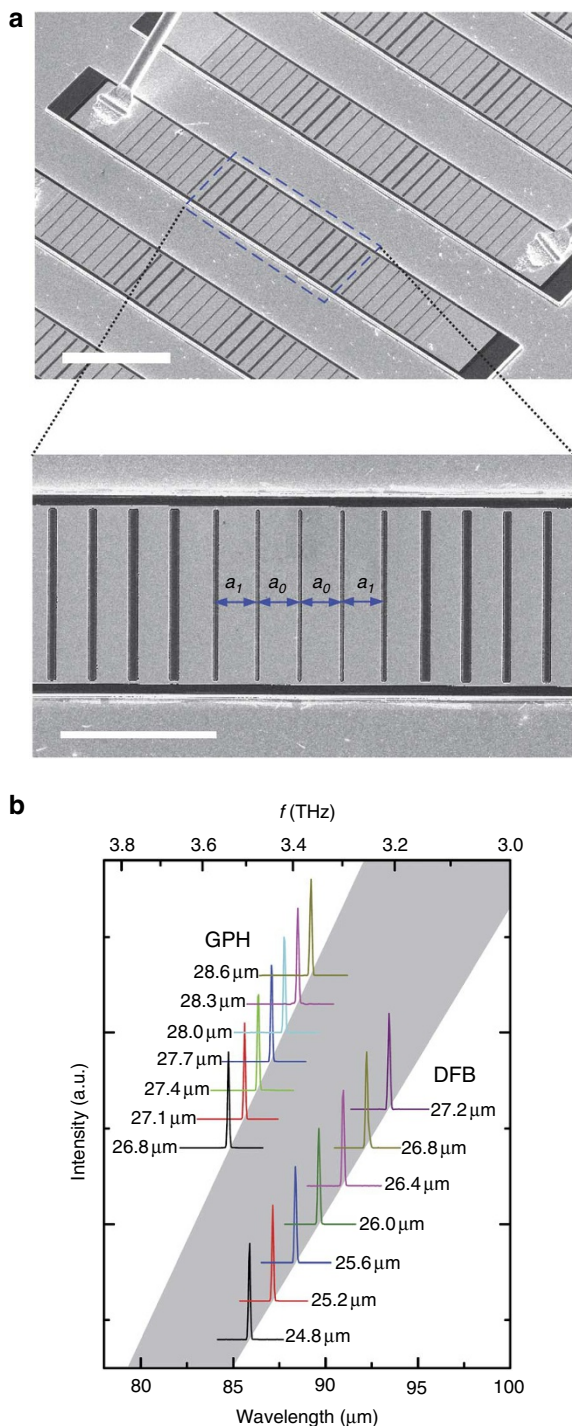 a
a₁ a₀ a₀ a₁
b
f (THz)
3.8 3.6 3.4 3.2 3.0
GPH
28.6 μm
28.3 μm
28.0 μm
27.7 μm
27.4 μm
27.1 μm
26.8 μm
DFB
27.2 μm
26.8 μm
26.4 μm
26.0 μm
25.6 μm
25.2 μm
24.8 μm
Intensity (a.u.)
80 85 90 95 100
Wavelength (μm)